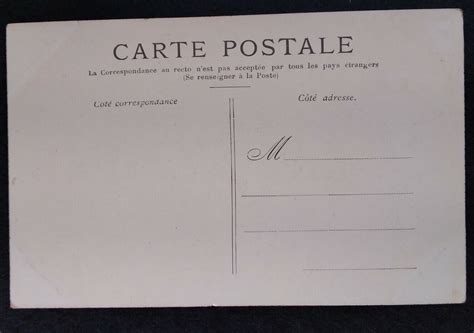 CARTE POSTALE
La Correspondance au recto n'est pas acceptée par tous les pays étrangers
(Se renseigner à la Poste)
Côté correspondance
Côté adresse.
M